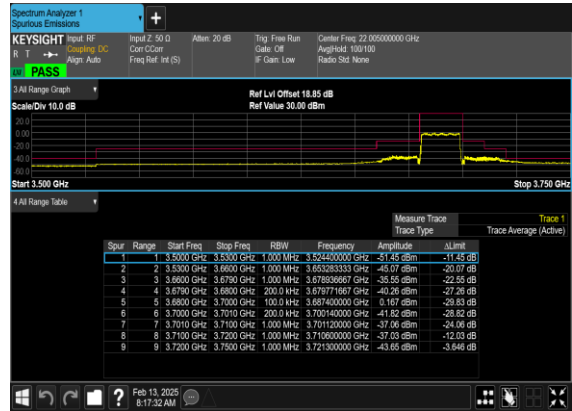 Spectrum Analyzer 1
Spurious Emissions
KEYSIGHT Input: RF Input Z: 50 Ω Atten: 20 dB Trig: Free Run Center Freq: 22.005000000 GHz
R T Coupling: DC Corr CCorr Gate: Off Avg|Hold: 100/100
Align: Auto Freq Ref: Int (S) IF Gain: Low Radio Std: None
PASS
3 All Range Graph
Ref Lvl Offset 18.85 dB
Scale/Div 10.0 dB Ref Value 30.00 dBm
20.0
0.00
-20.0
-40.0
-60.0
Start 3.500 GHz Stop 3.750 GHz
4 All Range Table
Measure Trace Trace 1
Trace Type Trace Average (Active)
Spur Range Start Freq Stop Freq RBW Frequency Amplitude ΔLimit
1 1 3.5000 GHz 3.5300 GHz 1.000 MHz 3.524400000 GHz -51.45 dBm -11.45 dB
2 2 3.5300 GHz 3.6600 GHz 1.000 MHz 3.653283333 GHz -45.07 dBm -20.07 dB
3 3 3.6600 GHz 3.6790 GHz 1.000 MHz 3.678936667 GHz -35.55 dBm -22.55 dB
4 4 3.6790 GHz 3.6800 GHz 200.0 kHz 3.679771667 GHz -40.26 dBm -27.26 dB
5 5 3.6800 GHz 3.7000 GHz 100.0 kHz 3.687400000 GHz 0.167 dBm -29.83 dB
6 6 3.7000 GHz 3.7010 GHz 200.0 kHz 3.700140000 GHz -41.82 dBm -28.82 dB
7 7 3.7010 GHz 3.7100 GHz 1.000 MHz 3.701120000 GHz -37.06 dBm -24.06 dB
8 8 3.7100 GHz 3.7200 GHz 1.000 MHz 3.710600000 GHz -37.03 dBm -12.03 dB
9 9 3.7200 GHz 3.7500 GHz 1.000 MHz 3.721300000 GHz -43.65 dBm -3.646 dB
Feb 13, 2025
8:17:32 AM